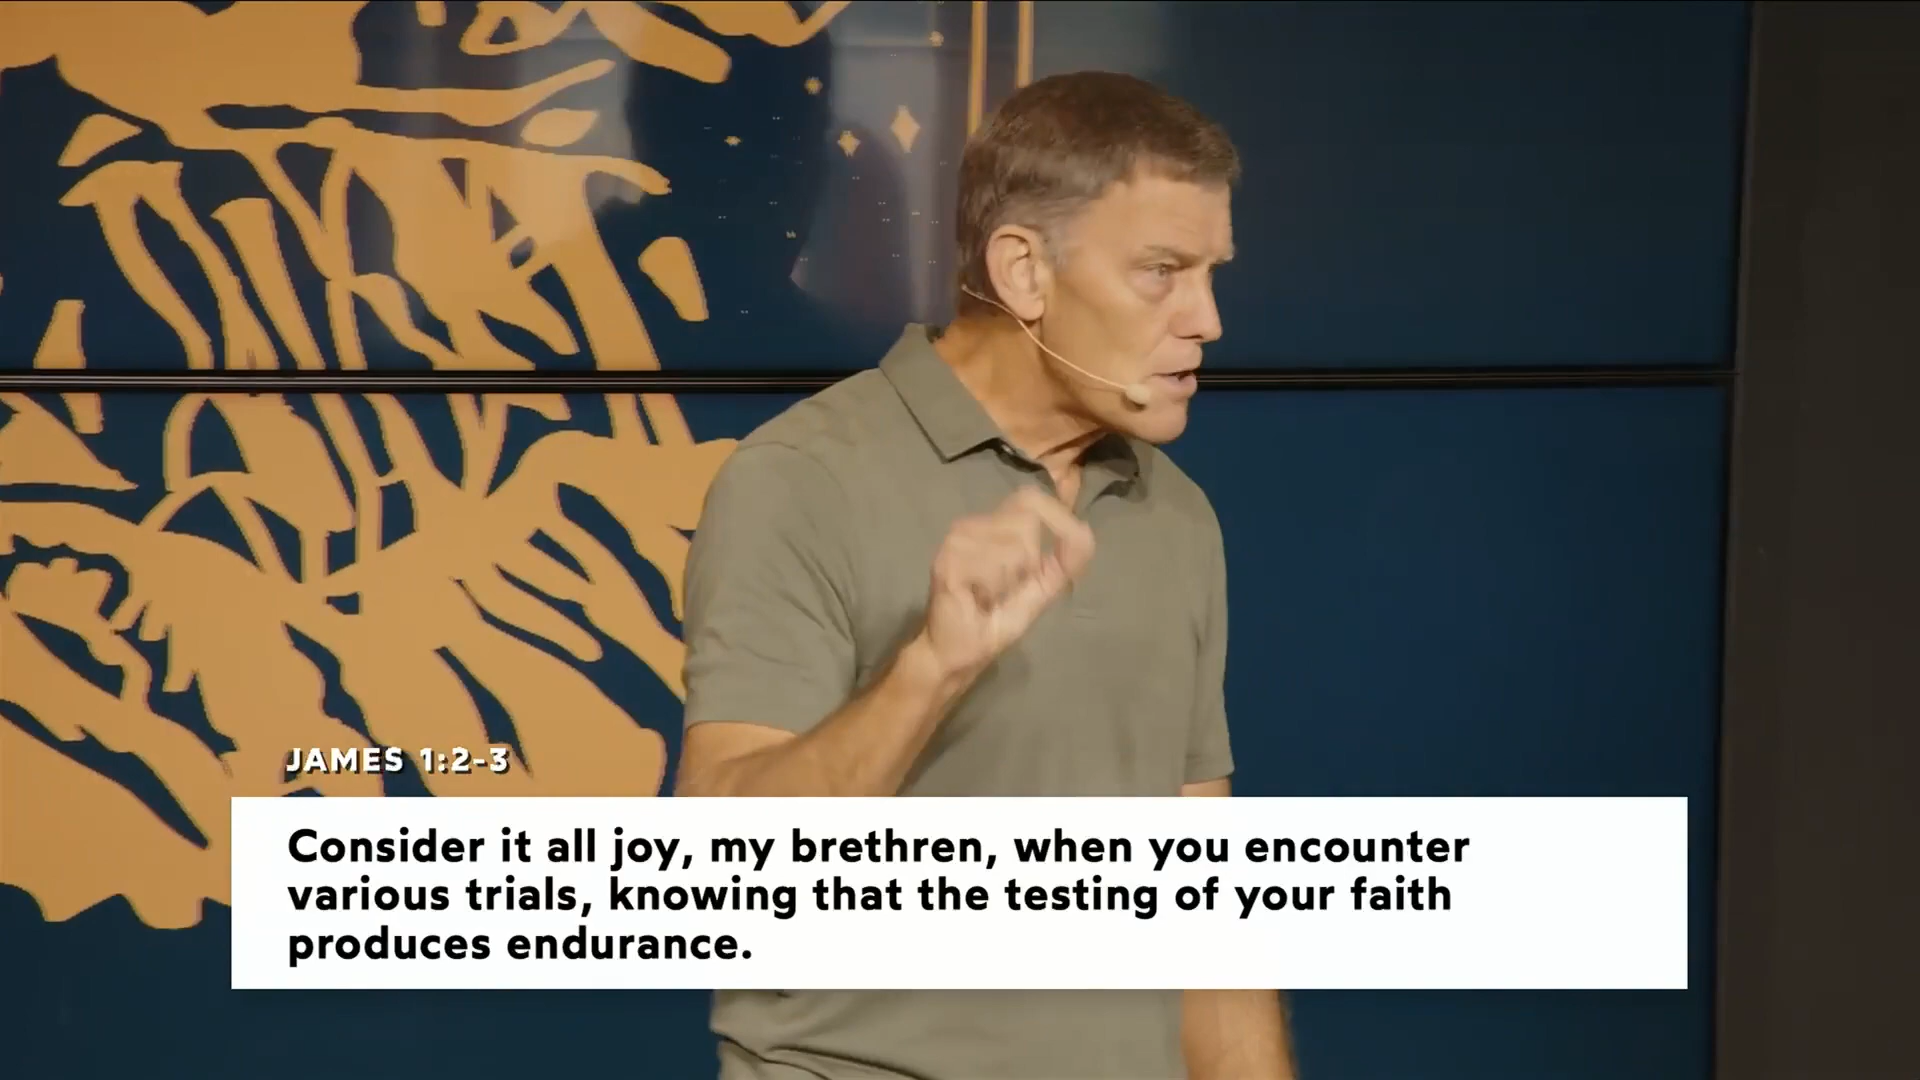 JAMES 1:2-3
Consider it all joy, my brethren, when you encounter
various trials, knowing that the testing of your faith
produces endurance.